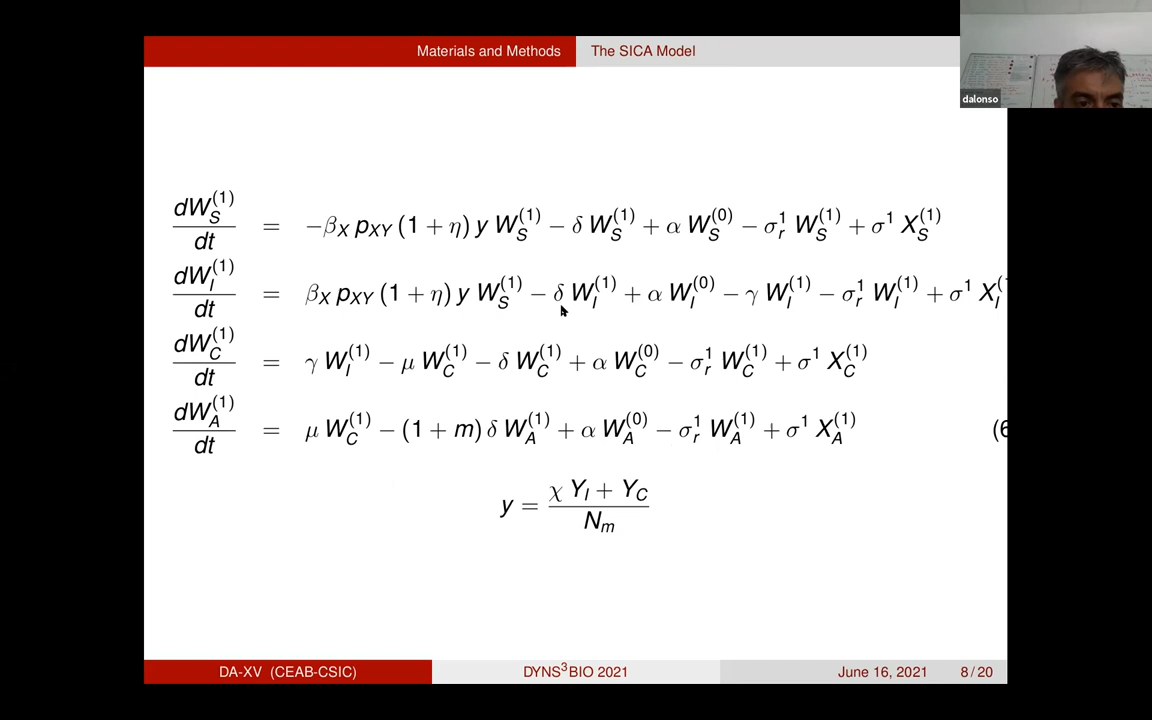 Materials and Methods The SICA Model
dalonso
dW_S^(1)/dt = −β_X p_XY (1 + η) y W_S^(1) − δ W_S^(1) + α W_S^(0) − σ_r^1 W_S^(1) + σ^1 X_S^(1)
dW_I^(1)/dt = β_X p_XY (1 + η) y W_S^(1) − δ W_I^(1) + α W_I^(0) − γ W_I^(1) − σ_r^1 W_I^(1) + σ^1 X_I^(1
dW_C^(1)/dt = γ W_I^(1) − μ W_C^(1) − δ W_C^(1) + α W_C^(0) − σ_r^1 W_C^(1) + σ^1 X_C^(1)
dW_A^(1)/dt = μ W_C^(1) − (1 + m) δ W_A^(1) + α W_A^(0) − σ_r^1 W_A^(1) + σ^1 X_A^(1) (6
y = (χ Y_I + Y_C)/N_m
DA-XV (CEAB-CSIC) DYNS³BIO 2021 June 16, 2021 8 / 20